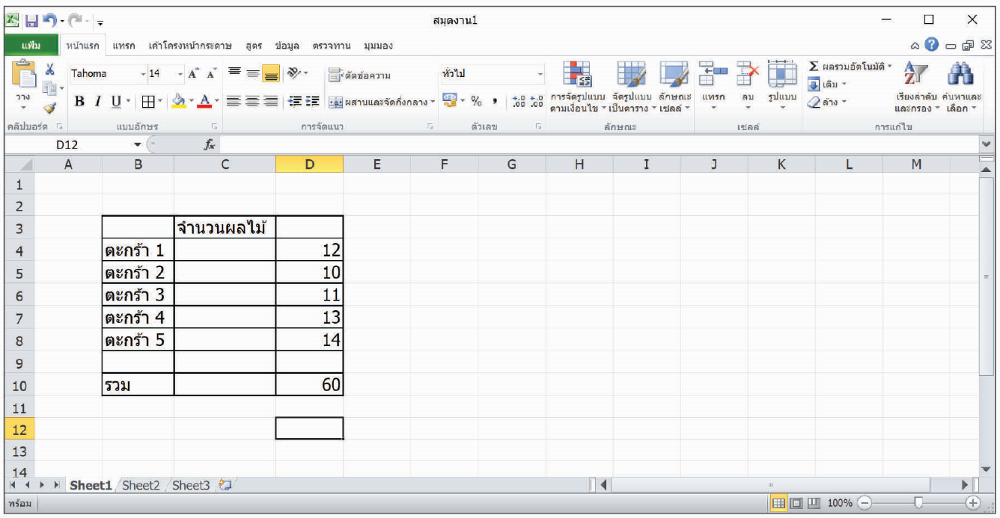 สมุดงาน1
แฟ้ม หน้าแรก แทรก เค้าโครงหน้ากระดาษ สูตร ข้อมูล ตรวจทาน มุมมอง
วาง
Tahoma 14 A A ตัดข้อความ ทั่วไป
B I U A ผสานและจัดกึ่งกลาง % , .00 .00
การจัดรูปแบบ จัดรูปแบบ ลักษณะ แทรก ลบ รูปแบบ
ตามเงื่อนไข เป็นตาราง เซลล์
Σ ผลรวมอัตโนมัติ
เติม
ล้าง
เรียงลำดับ ค้นหาและ
และกรอง เลือก
คลิปบอร์ด แบบอักษร การจัดแนว ตัวเลข ลักษณะ เซลล์ การแก้ไข
D12 fx
A B C D E F G H I J K L M
1
2
3 จำนวนผลไม้
4 ตะกร้า 1 12
5 ตะกร้า 2 10
6 ตะกร้า 3 11
7 ตะกร้า 4 13
8 ตะกร้า 5 14
9
10 รวม 60
11
12
13
14
Sheet1 Sheet2 Sheet3
พร้อม 100%